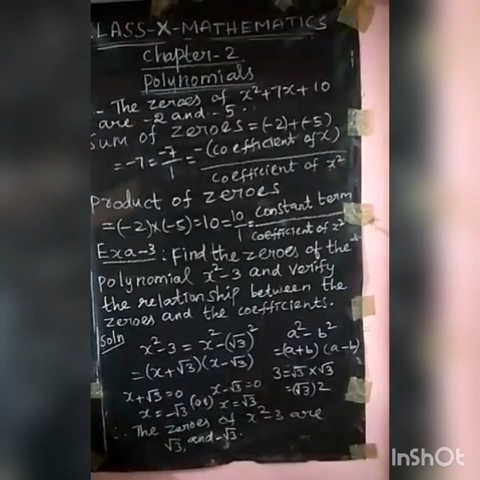 LASS-X-MATHEMATICS
Chapter-2
Polynomials
∴ The zeroes of x²+7x+10
are -2 and -5.
sum of zeroes = (-2)+(-5)
= -7 = -7/1 = -(coefficient of x)/coefficient of x²
product of zeroes
= (-2)×(-5)=10=10/1=constant term/coefficient of x²
Exa-3: Find the zeroes of the
polynomial x²-3 and verify
the relationship between the
zeroes and the coefficients.
Soln
x²-3 = x²-(√3)²
= (x+√3)(x-√3)
x+√3=0 (or) x-√3=0
x=-√3 x=√3
a²-b²
=(a+b)(a-b)
3=√3×√3
=(√3)2
∴ The zeroes of x²-3 are
√3, and -√3.
InShOt